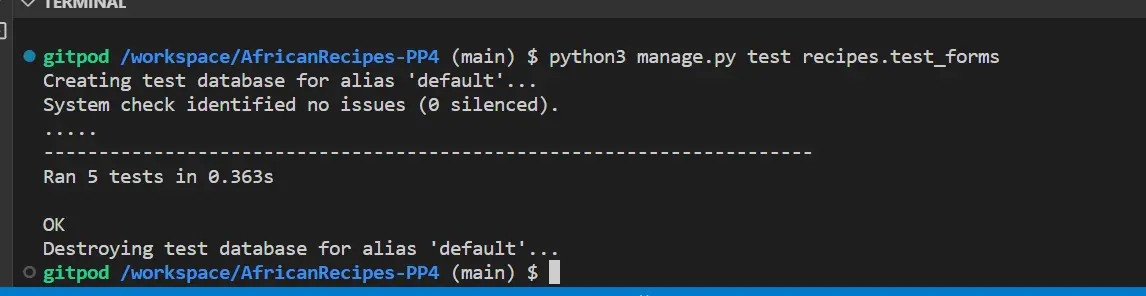 TERMINAL
gitpod /workspace/AfricanRecipes-PP4 (main) $ python3 manage.py test recipes.test_forms
Creating test database for alias 'default'...
System check identified no issues (0 silenced).
.....
----------------------------------------------------------------------
Ran 5 tests in 0.363s
OK
Destroying test database for alias 'default'...
gitpod /workspace/AfricanRecipes-PP4 (main) $